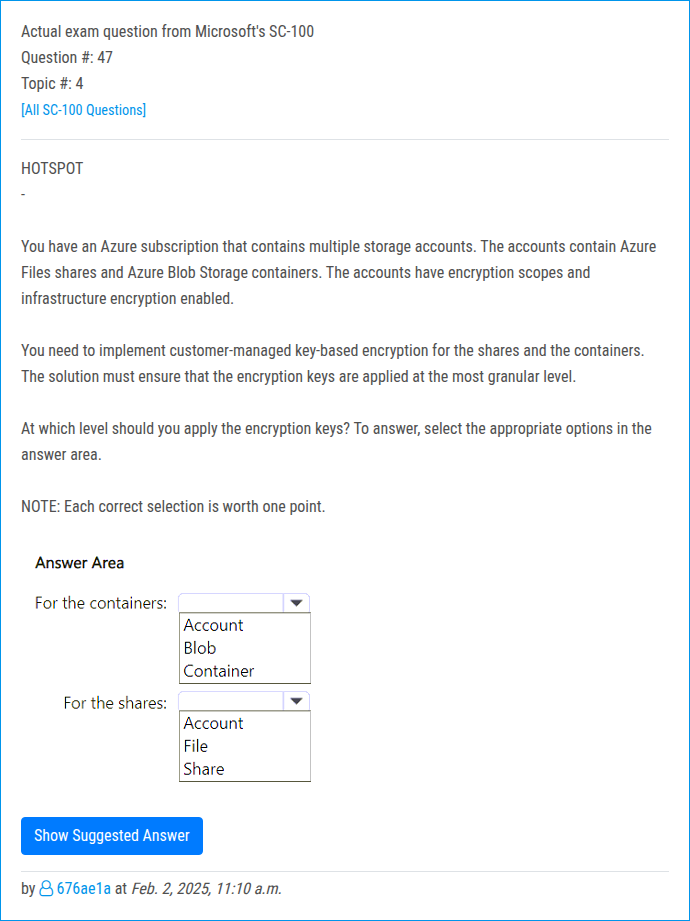 Actual exam question from Microsoft's SC-100
Question #: 47
Topic #: 4
[All SC-100 Questions]
HOTSPOT
-
You have an Azure subscription that contains multiple storage accounts. The accounts contain Azure
Files shares and Azure Blob Storage containers. The accounts have encryption scopes and
infrastructure encryption enabled.
You need to implement customer-managed key-based encryption for the shares and the containers.
The solution must ensure that the encryption keys are applied at the most granular level.
At which level should you apply the encryption keys? To answer, select the appropriate options in the
answer area.
NOTE: Each correct selection is worth one point.
Answer Area
For the containers:
Account
Blob
Container
For the shares:
Account
File
Share
Show Suggested Answer
by 676ae1a at Feb. 2, 2025, 11:10 a.m.